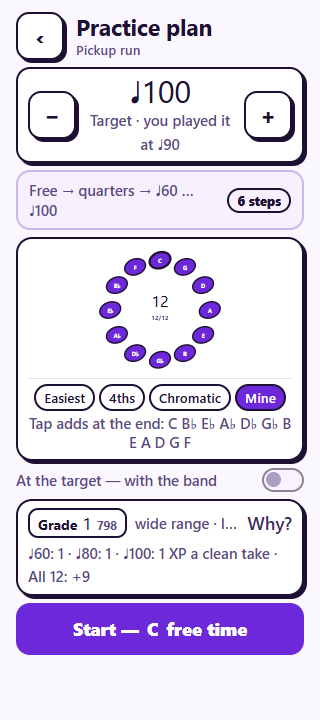 ‹ Practice plan
Pickup run
♩100
− Target · you played it +
at ♩90
Free → quarters → ♩60 ...
♩100
6 steps
C
F G
B♭ D
E♭ 12 A
12/12
A♭ E
D♭ B
G♭
Easiest 4ths Chromatic Mine
Tap adds at the end: C B♭ E♭ A♭ D♭ G♭ B
E A D G F
At the target — with the band
Grade 1 798 wide range · l... Why?
♩60: 1 · ♩80: 1 · ♩100: 1 XP a clean take ·
All 12: +9
Start — C free time